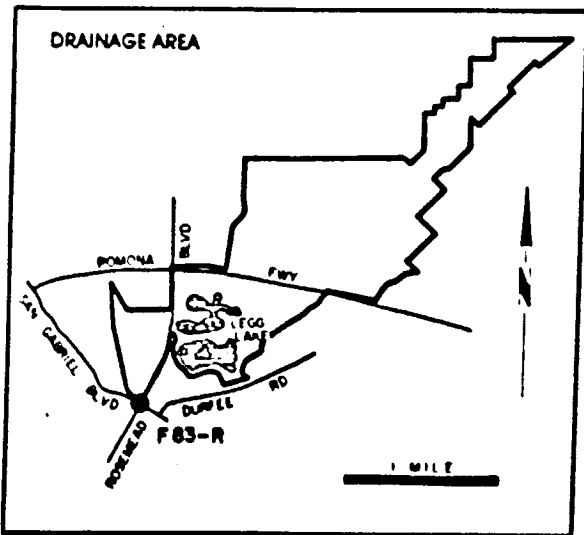 DRAINAGE AREA
BLVD
POMONA
FWY
LEGG
LAKE
SAN GABRIEL
BLVD
DURFEE
RD
F83-R
ROSEMEAD
1 MILE
N